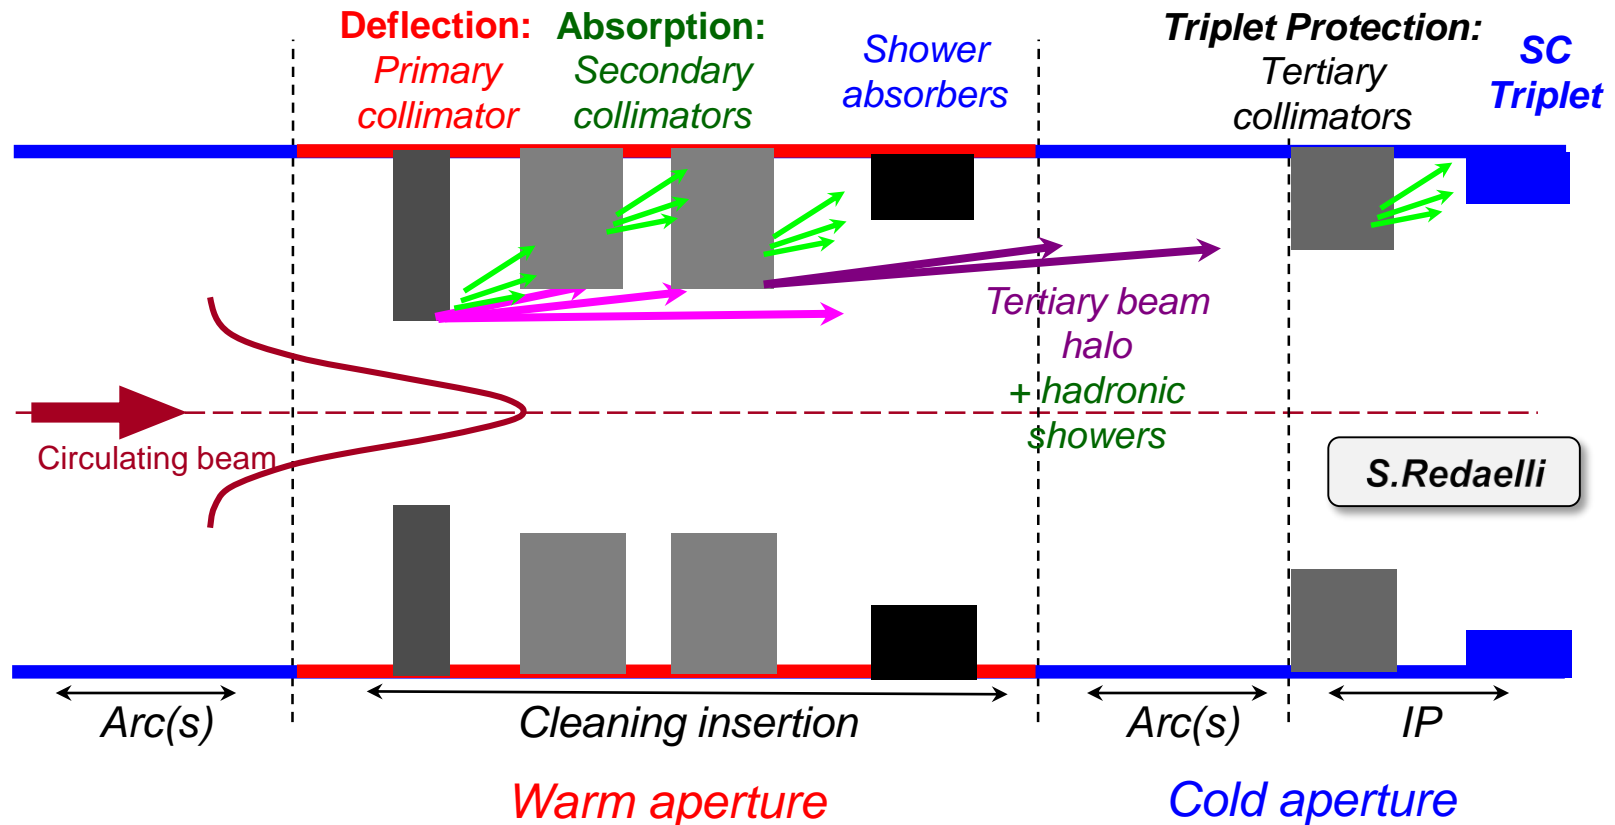 Deflection:
Primary
collimator
Absorption:
Secondary
collimators
Shower
absorbers
Triplet Protection:
Tertiary
collimators
SC
Triplet
Tertiary beam
halo
+ hadronic
showers
Circulating beam
S.Redaelli
Arc(s)
Cleaning insertion
Arc(s)
IP
Warm aperture
Cold aperture